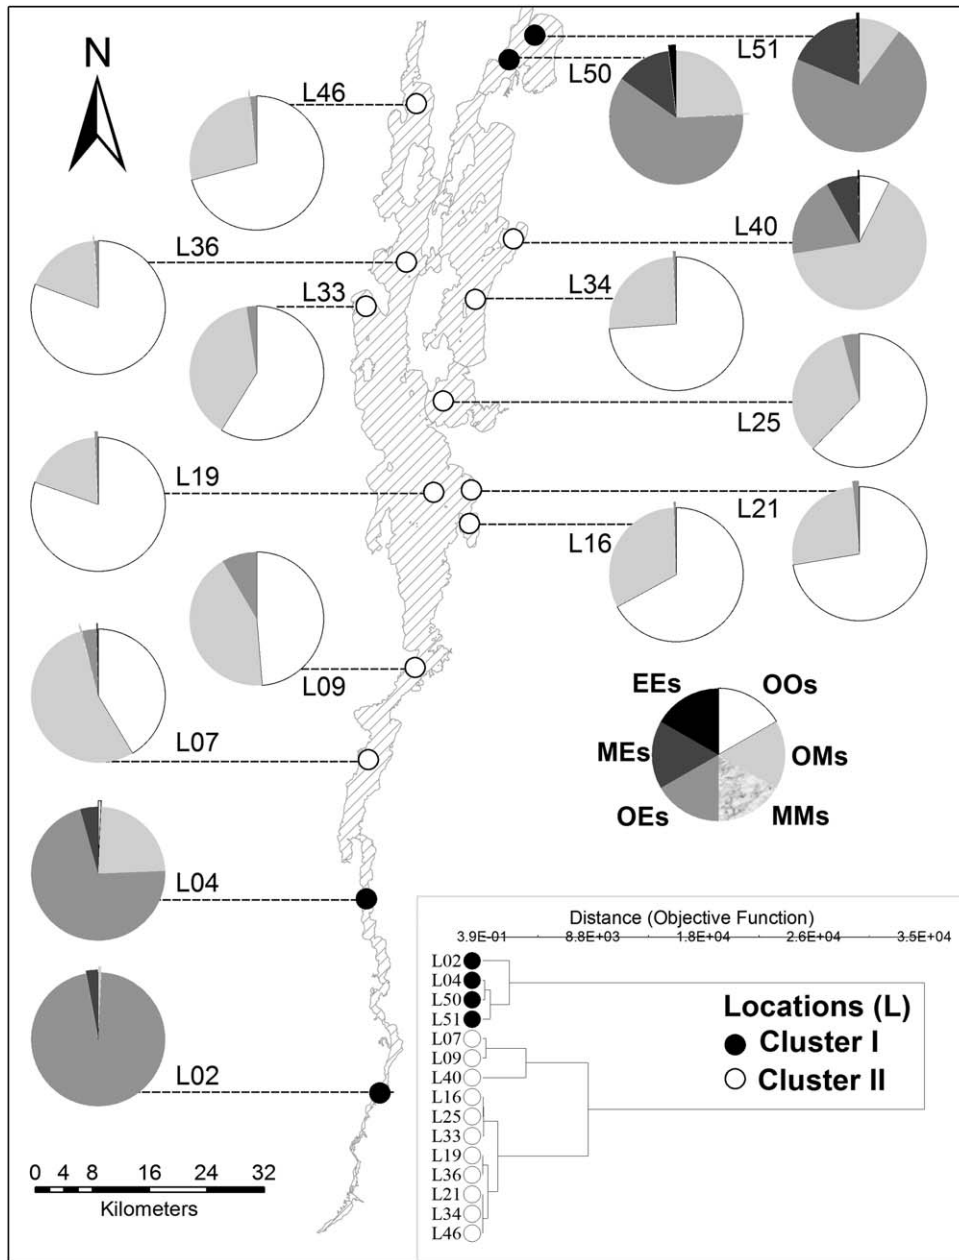 N
L51
L50
L46
L40
L36
L34
L33
L25
L19
L21
L16
L09
L07
EEs OOs
MEs OMs
OEs MMs
L04
L02
0 4 8 16 24 32
Kilometers
Distance (Objective Function)
3.9E-01 8.8E+03 1.8E+04 2.6E+04 3.5E+04
L02
L04
L50
L51
L07
L09
L40
L16
L25
L33
L19
L36
L21
L34
L46
Locations (L)
Cluster I
Cluster II